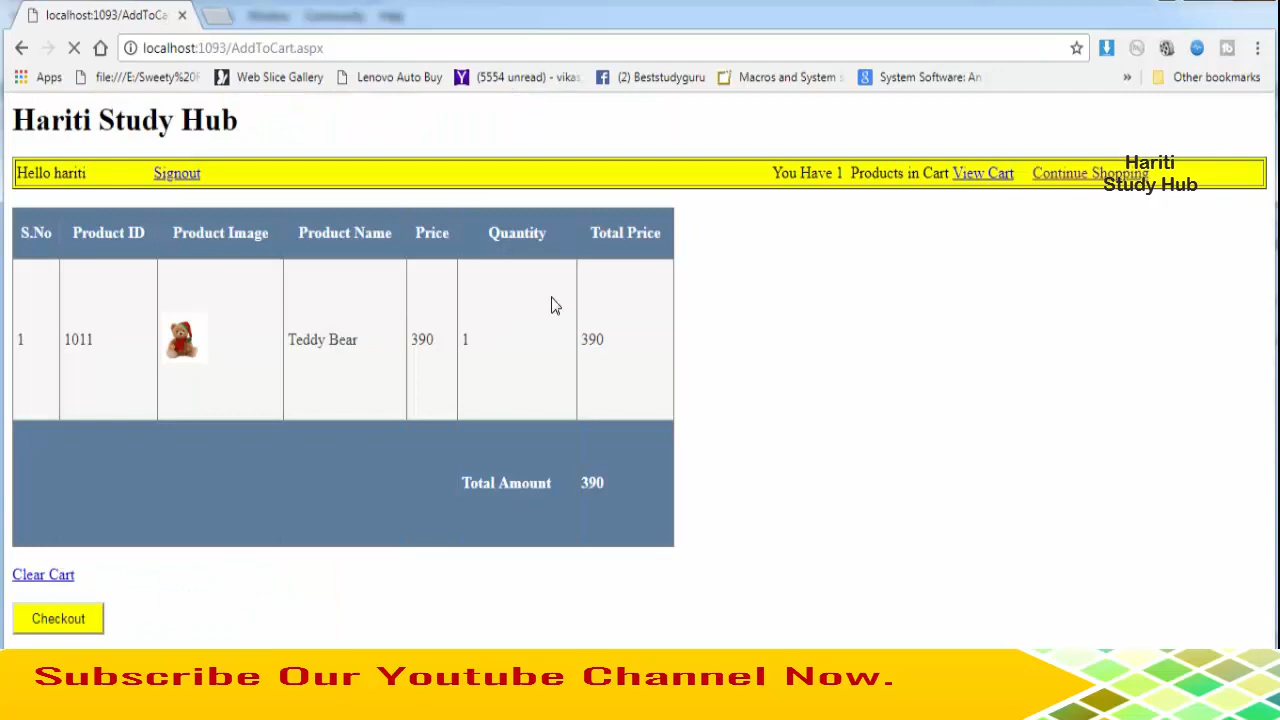 localhost:1093/AddToCa
localhost:1093/AddToCart.aspx
Apps file:///E:/Sweety%20 Web Slice Gallery Lenovo Auto Buy (5554 unread) - vikas (2) Beststudyguru Macros and System System Software: An » Other bookmarks
Hariti Study Hub
Hello hariti Signout You Have 1 Products in Cart View Cart Continue Shopping
Hariti
Study Hub
S.No Product ID Product Image Product Name Price Quantity Total Price
1 1011 Teddy Bear 390 1 390
Total Amount 390
Clear Cart
Checkout
Subscribe Our Youtube Channel Now.